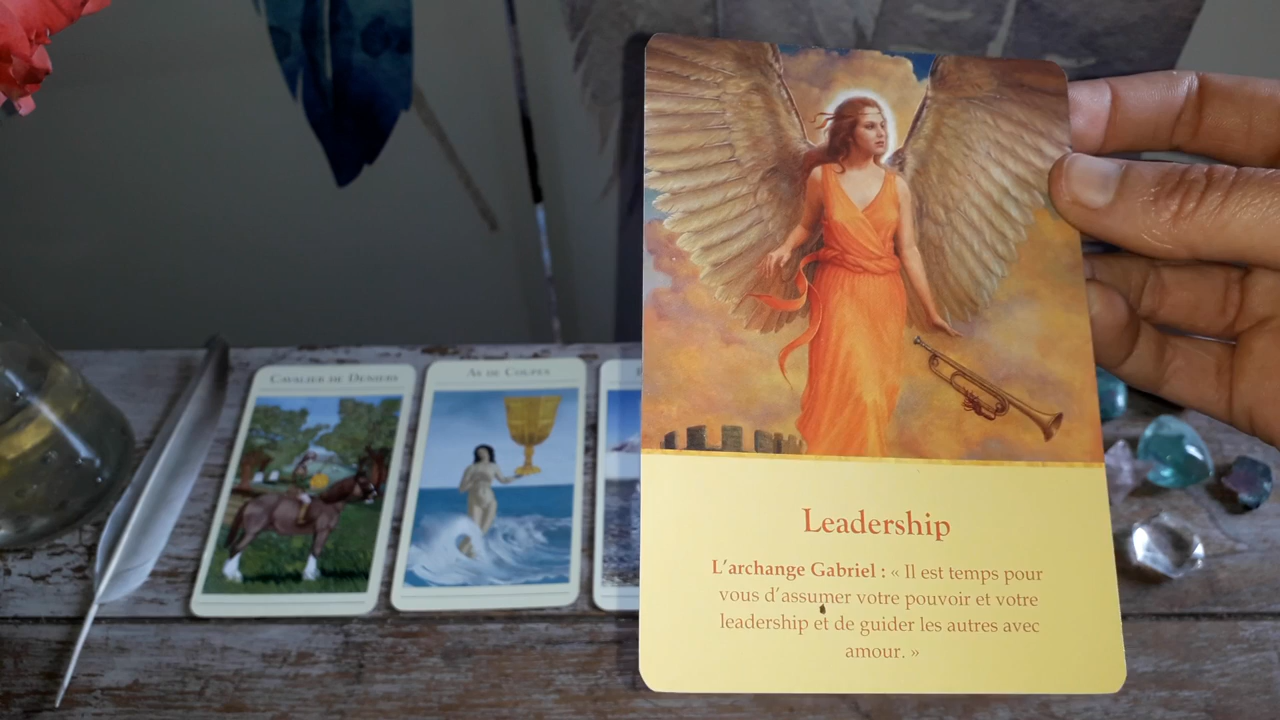 Cavalier de Deniers
As de Coupes
Leadership
L'archange Gabriel : « Il est temps pour
vous d'assumer votre pouvoir et votre
leadership et de guider les autres avec
amour. »